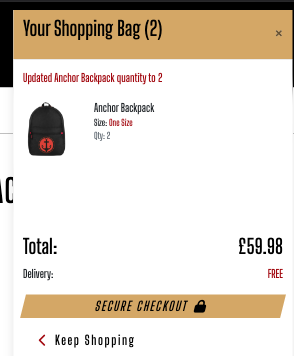 Your Shopping Bag (2)
×
Updated Anchor Backpack quantity to 2
Anchor Backpack
Size: One Size
Qty: 2
Total: £59.98
Delivery: FREE
SECURE CHECKOUT
Keep Shopping